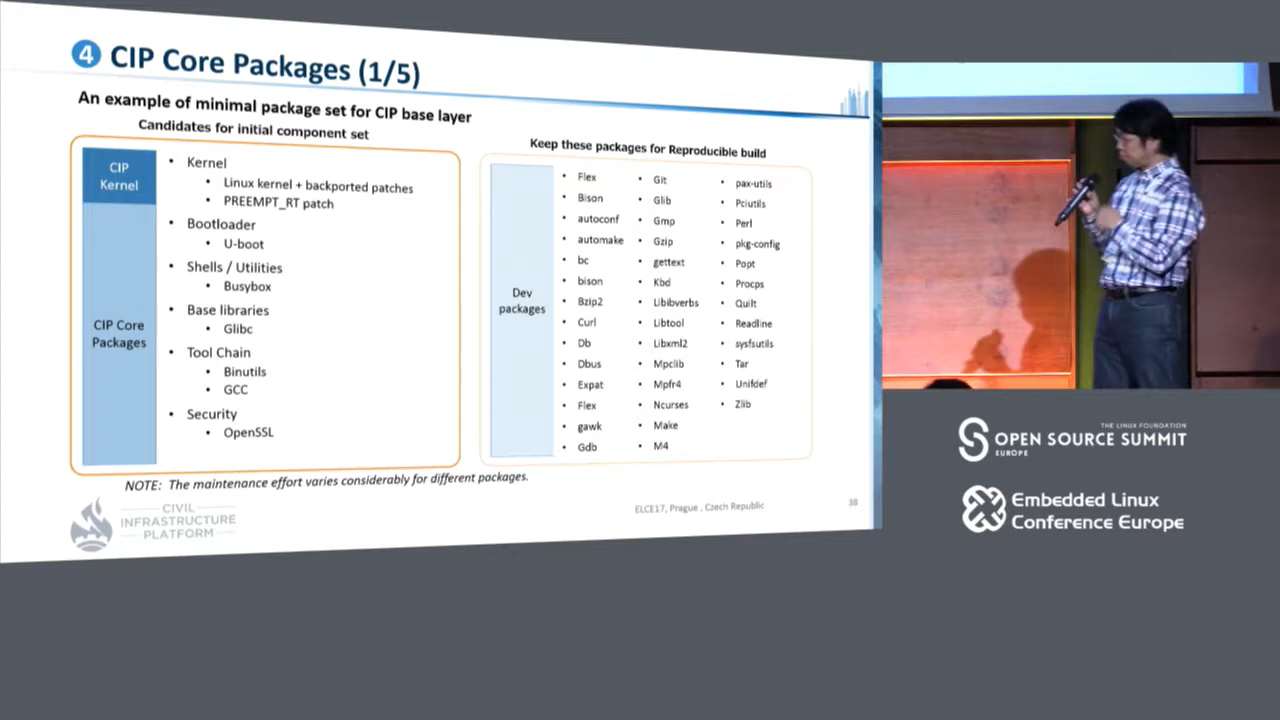 4 CIP Core Packages (1/5)
An example of minimal package set for CIP base layer
Candidates for initial component set
CIP
Kernel
CIP Core
Packages
• Kernel
• Linux kernel + backported patches
• PREEMPT_RT patch
• Bootloader
• U-boot
• Shells / Utilities
• Busybox
• Base libraries
• Glibc
• Tool Chain
• Binutils
• GCC
• Security
• OpenSSL
Keep these packages for Reproducible build
Dev
packages
• Flex
• Bison
• autoconf
• automake
• bc
• bison
• Bzip2
• Curl
• Db
• Dbus
• Expat
• Flex
• gawk
• Gdb
• Git
• Glib
• Gmp
• Gzip
• gettext
• Kbd
• Libibverbs
• Libtool
• Libxml2
• Mpclib
• Mpfr4
• Ncurses
• Make
• M4
• pax-utils
• Pciutils
• Perl
• pkg-config
• Popt
• Procps
• Quilt
• Readline
• sysfsutils
• Tar
• Unifdef
• Zlib
NOTE: The maintenance effort varies considerably for different packages.
CIVIL
INFRASTRUCTURE
PLATFORM
ELCE17, Prague , Czech Republic
38
THE LINUX FOUNDATION
OPEN SOURCE SUMMIT
EUROPE
Embedded Linux
Conference Europe